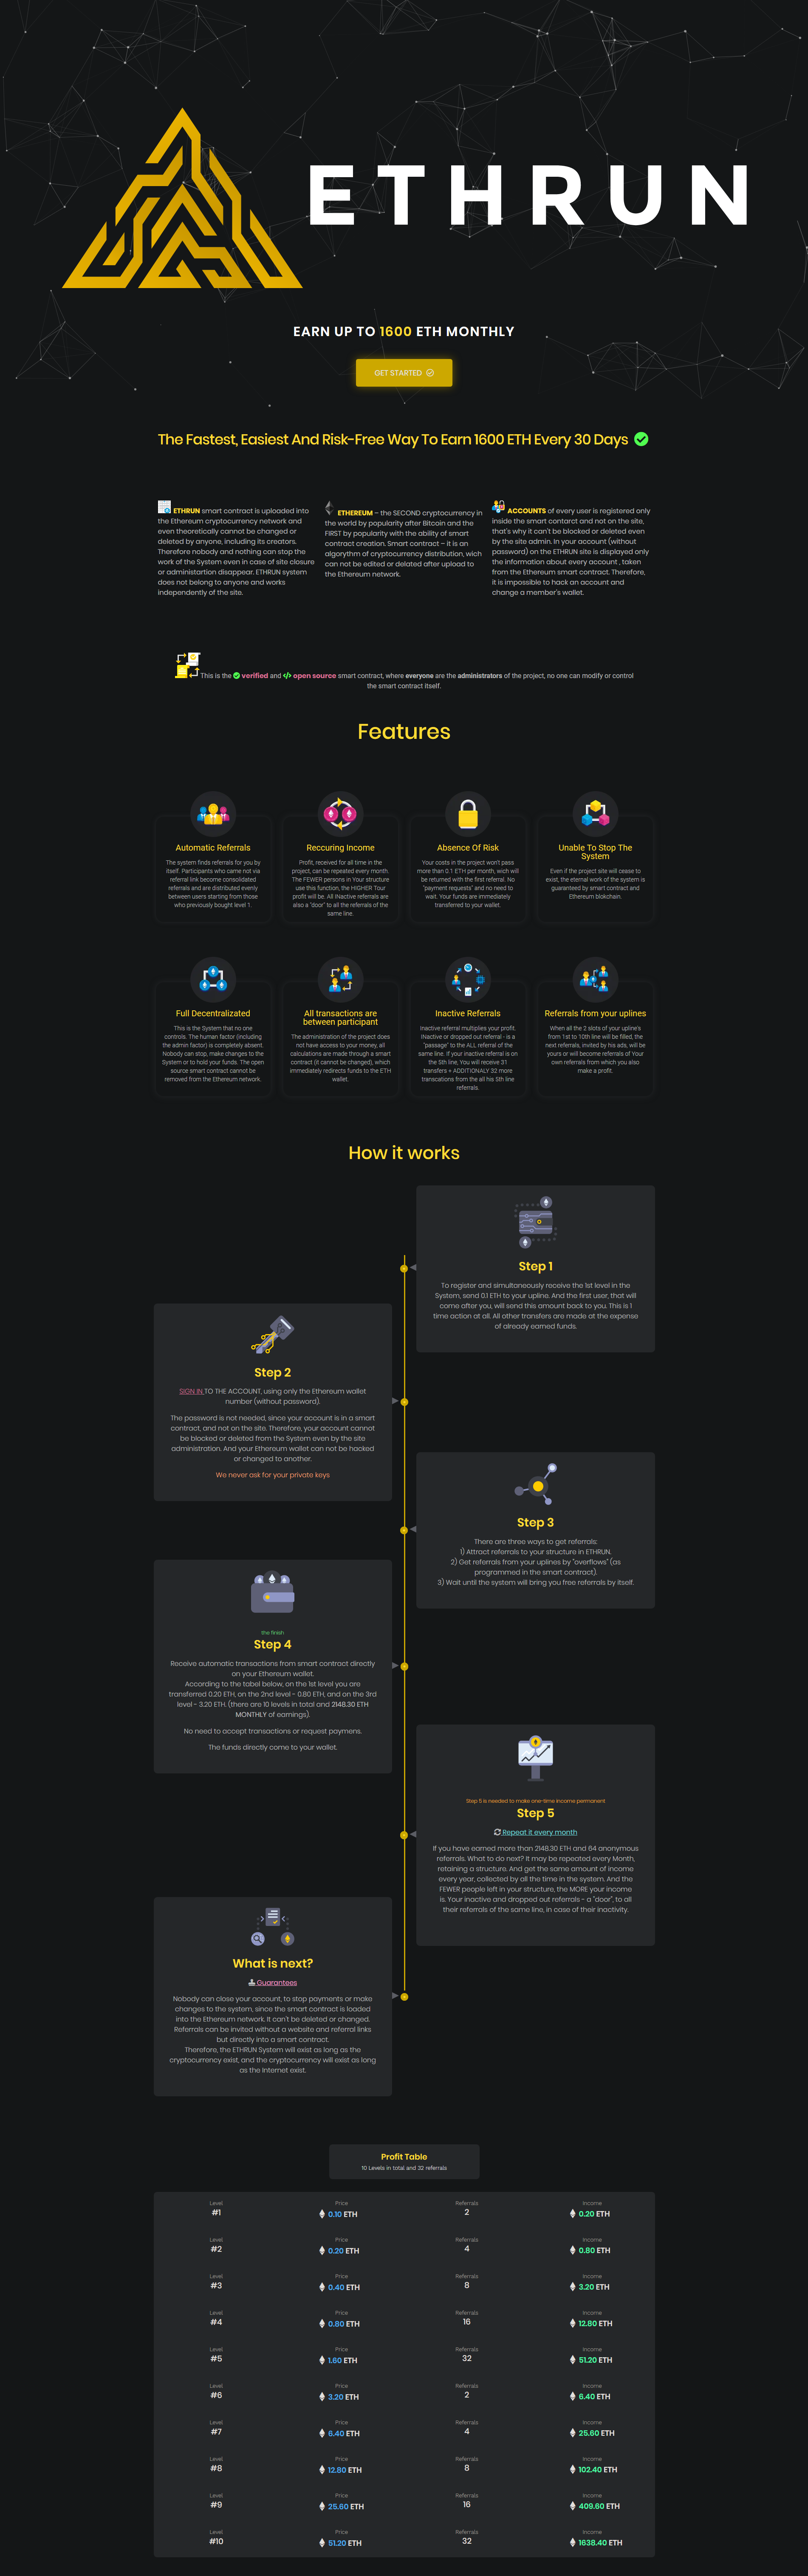 ETHRUN
EARN UP TO 1600 ETH MONTHLY
GET STARTED
The Fastest, Easiest And Risk-Free Way To Earn 1600 ETH Every 30 Days
ETHRUN smart contract is uploaded into
the Ethereum cryptocurrency network and
even theoretically cannot be changed or
deleted by anyone, including its creators.
Therefore nobody and nothing can stop the
work of the System even in case of site closure
or administortion disappear. ETHRUN system
does not belong to anyone and works
independently of the site.
ETHEREUM – the SECOND cryptocurrency in
the world by popularity after Bitcoin and the
FIRST by popularity with the ability of smart
contract creation. Smart contract – it is an
algorythm of cryptocurrency distribution, wich
can not be edited or delated after upload to
the Ethereum network.
ACCOUNTS of every user is registered only
inside the smart contarct and not on the site,
that's why it can't be blocked or deleted even
by the site admin. In your account (without
password) on the ETHRUN site is displayed only
the information about every account , taken
from the Ethereum smart contract. Therefore,
it is impossible to hack an account and
change a member's wallet.
This is the verified and open source smart contract, where everyone are the administrators of the project, no one can modify or control
the smart contract itself.
Features
Automatic Referrals
The system finds referrals for you by
itself. Participants who came not via
referral link become consolidated
referrals and are distributed evenly
between users starting from those
who previously bought level 1.
Reccuring Income
Profit, received for all time in the
project, can be repeated every month.
The FEWER persons in Your structure
use this function, the HIGHER Tour
profit will be. All INactive referrals are
also a "door" to all the referrals of the
same line.
Absence Of Risk
Your costs in the project won't pass
more than 0.1 ETH per month, wich will
be returned with the first referral. No
"payment requests" and no need to
wait. Your funds are immediately
transferred to your wallet.
Unable To Stop The
System
Even if the project site will cease to
exist, the eternal work of the system is
guaranteed by smart contract and
Ethereum blokchain.
Full Decentralizated
This is the System that no one
controls. The human factor (including
the admin factor) is completely absent.
Nobody can stop, make changes to the
System or to hold your funds. The open
source smart contract cannot be
removed from the Ethereum network.
All transactions are
between participant
The administration of the project does
not have access to your money, all
calculations are made through a smart
contract (it cannot be changed), which
immediately redirects funds to the ETH
wallet.
Inactive Referrals
Inactive referral multiplies your profit.
INactive or dropped out referral - is a
"passage" to the ALL referral of the
same line. If your inactive referral is on
the 5th line, You will receive 31
transfers + ADDITIONALY 32 more
transcations from the all his 5th line
referrals.
Referrals from your uplines
When all the 2 slots of your upline's
from 1st to 10th line will be filled, the
next referrals, invited by his ads, will be
yours or will become referrals of Your
own referrals from which you also
make a profit.
How it works
Step 1
To register and simultaneously receive the 1st level in the
System, send 0.1 ETH to your upline. And the first user, that will
come after you, will send this amount back to you. This is 1
time action at all. All other transfers are made at the expense
of already earned funds.
Step 2
SIGN IN TO THE ACCOUNT, using only the Ethereum wallet
number (without password).
The password is not needed, since your account is in a smart
contract, and not on the site. Therefore, your account cannot
be blocked or deleted from the System even by the site
administration. And your Ethereum wallet can not be hacked
or changed to another.
We never ask for your private keys
Step 3
There are three ways to get referrals:
1) Attract referrals to your structure in ETHRUN.
2) Get referrals from your uplines by "overflows" (as
programmed in the smart contract).
3) Wait until the system will bring you free referrals by itself.
the finish
Step 4
Receive automatic transactions from smart contract directly
on your Ethereum wallet.
According to the tabel below, on the 1st level you are
transferred 0.20 ETH, on the 2nd level - 0.80 ETH, and on the 3rd
level - 3.20 ETH. (there are 10 levels in total and 2148.30 ETH
MONTHLY of earnings).
No need to accept transactions or request paymens.
The funds directly come to your wallet.
Step 5 is needed to make one-time income permanent
Step 5
Repeat it every month
If you have earned more than 2148.30 ETH and 64 anonymous
referrals. What to do next? It may be repeated every Month,
retaining a structure. And get the same amount of income
every year, collected by all the time in the system. And the
FEWER people left in your structure, the MORE your income
is. Your inactive and dropped out referrals - a "door", to all
their referrals of the same line, in case of their inactivity.
What is next?
Guarantees
Nobody can close your account, to stop payments or make
changes to the system, since the smart contract is loaded
into the Ethereum network. It can't be deleted or changed.
Referrals can be invited without a website and referral links
but directly into a smart contract.
Therefore, the ETHRUN System will exist as long as the
cryptocurrency exist, and the cryptocurrency will exist as long
as the Internet exist.
Profit Table
10 Levels in total and 32 referrals
Level Price Referrals Income
#1 0.10 ETH 2 0.20 ETH
Level Price Referrals Income
#2 0.20 ETH 4 0.80 ETH
Level Price Referrals Income
#3 0.40 ETH 8 3.20 ETH
Level Price Referrals Income
#4 0.80 ETH 16 12.80 ETH
Level Price Referrals Income
#5 1.60 ETH 32 51.20 ETH
Level Price Referrals Income
#6 3.20 ETH 2 6.40 ETH
Level Price Referrals Income
#7 6.40 ETH 4 25.60 ETH
Level Price Referrals Income
#8 12.80 ETH 8 102.40 ETH
Level Price Referrals Income
#9 25.60 ETH 16 409.60 ETH
Level Price Referrals Income
#10 51.20 ETH 32 1638.40 ETH